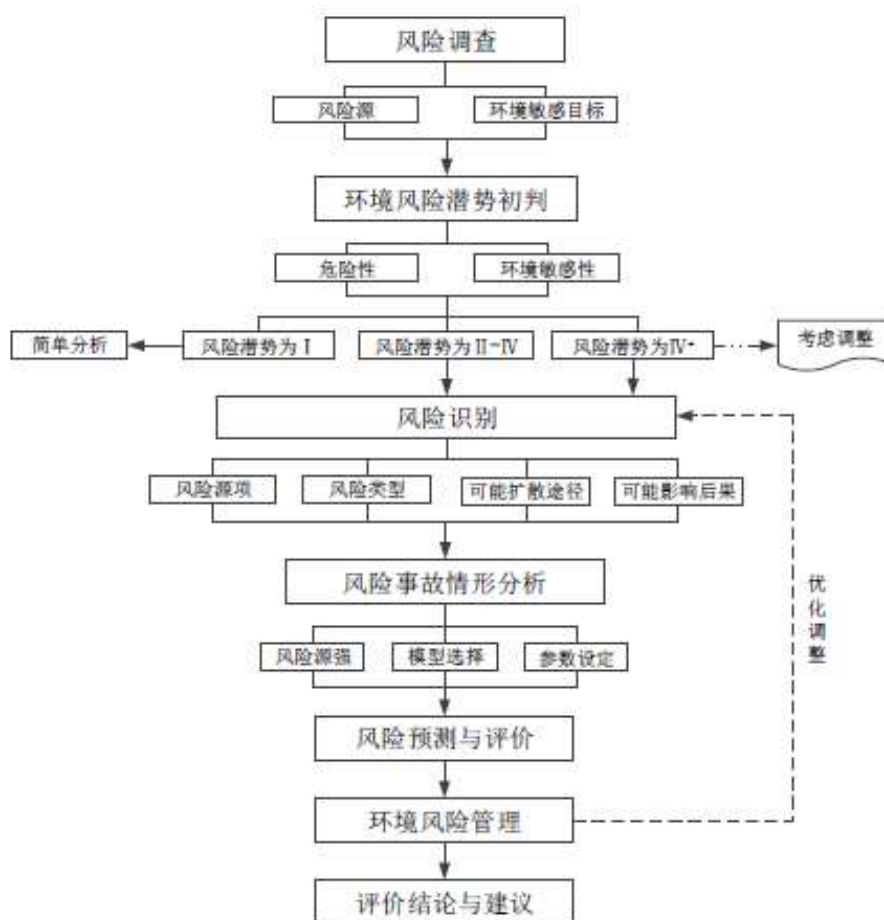 风险调查
风险源
环境敏感目标
环境风险潜势初判
危险性
环境敏感性
简单分析
风险潜势为Ⅰ
风险潜势为Ⅱ~Ⅳ
风险潜势为Ⅳ+
考虑调整
风险识别
风险源项
风险类型
可能扩散途径
可能影响后果
风险事故情形分析
优化调整
风险源强
模型选择
参数设定
风险预测与评价
环境风险管理
评价结论与建议